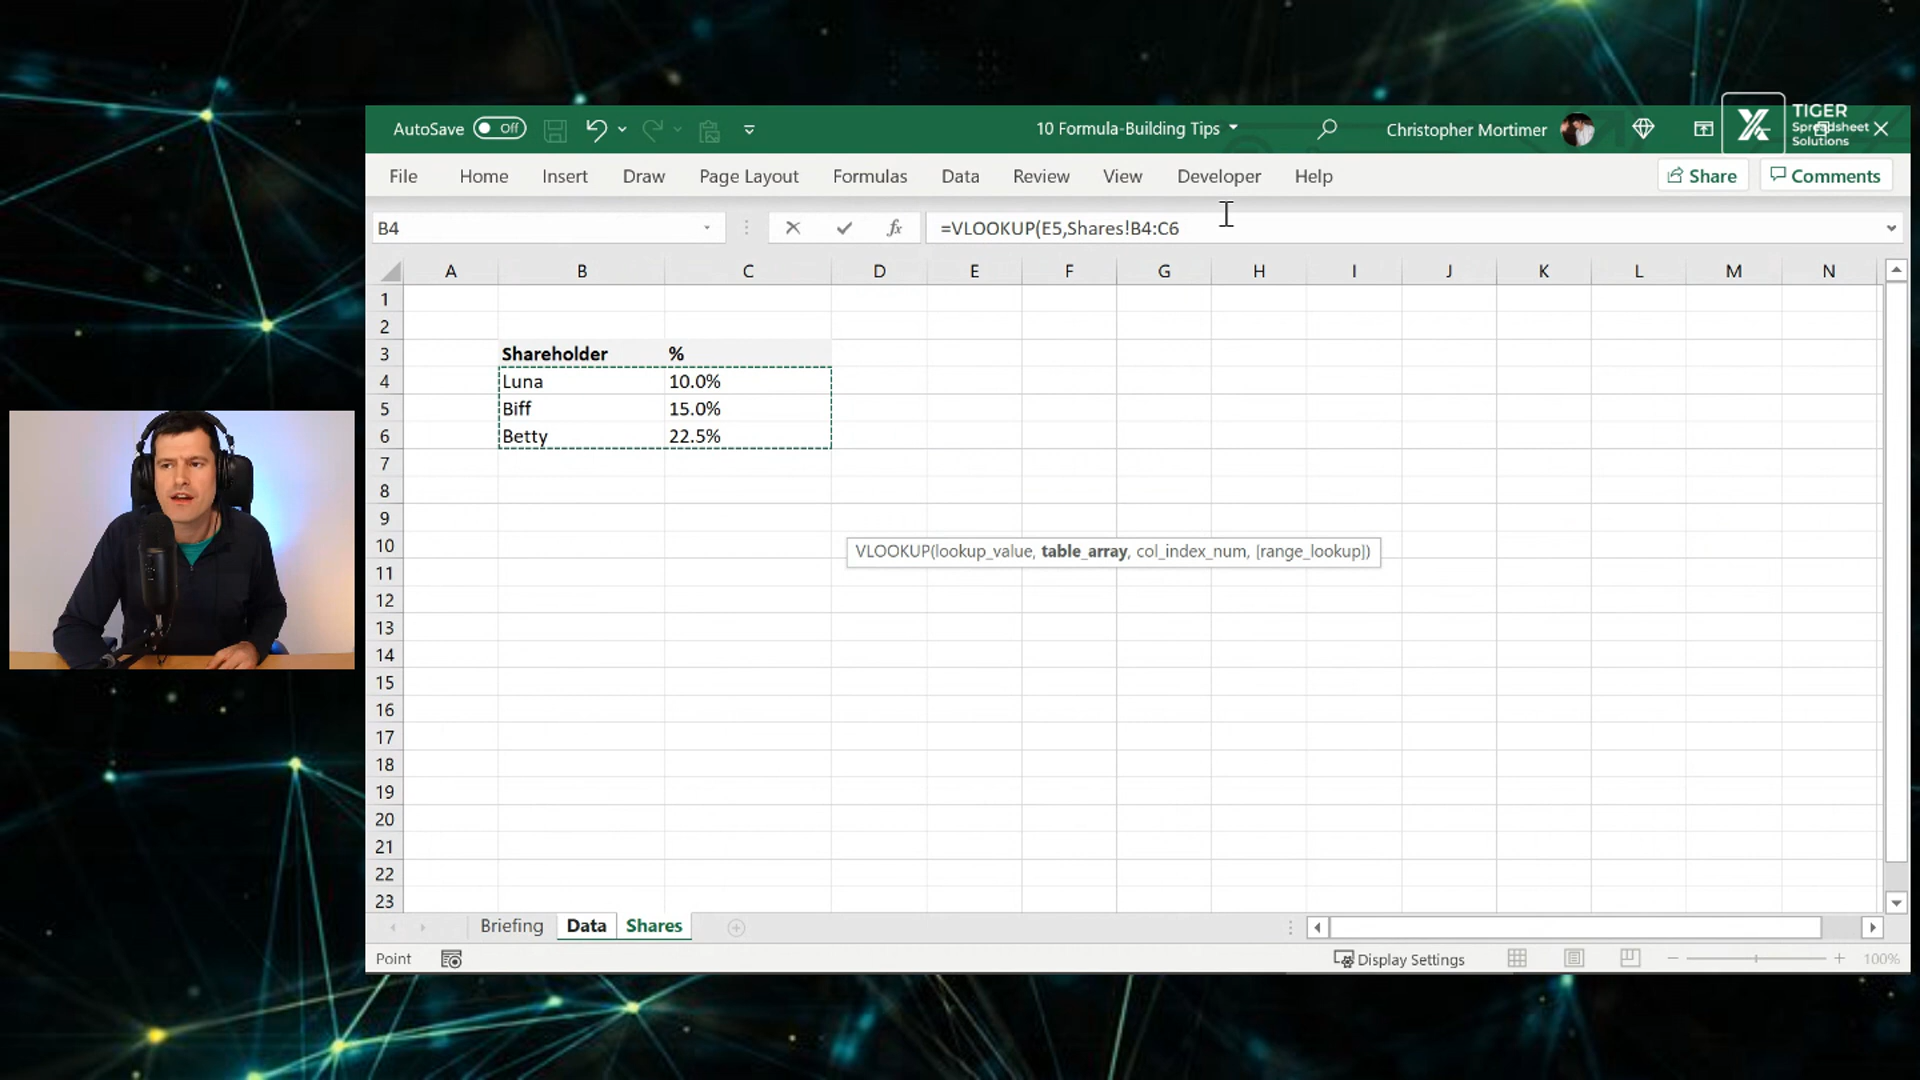 AutoSave Off
10 Formula-Building Tips
Christopher Mortimer
TIGER
Spreadsheet
Solutions
File Home Insert Draw Page Layout Formulas Data Review View Developer Help
Share Comments
B4
fx
=VLOOKUP(E5,Shares!B4:C6
A B C D E F G H I J K L M N
1
2
3 Shareholder %
4 Luna 10.0%
5 Biff 15.0%
6 Betty 22.5%
7
8
9
10
VLOOKUP(lookup_value, table_array, col_index_num, [range_lookup])
11
12
13
14
15
16
17
18
19
20
21
22
23
Briefing Data Shares
Point
Display Settings
100%